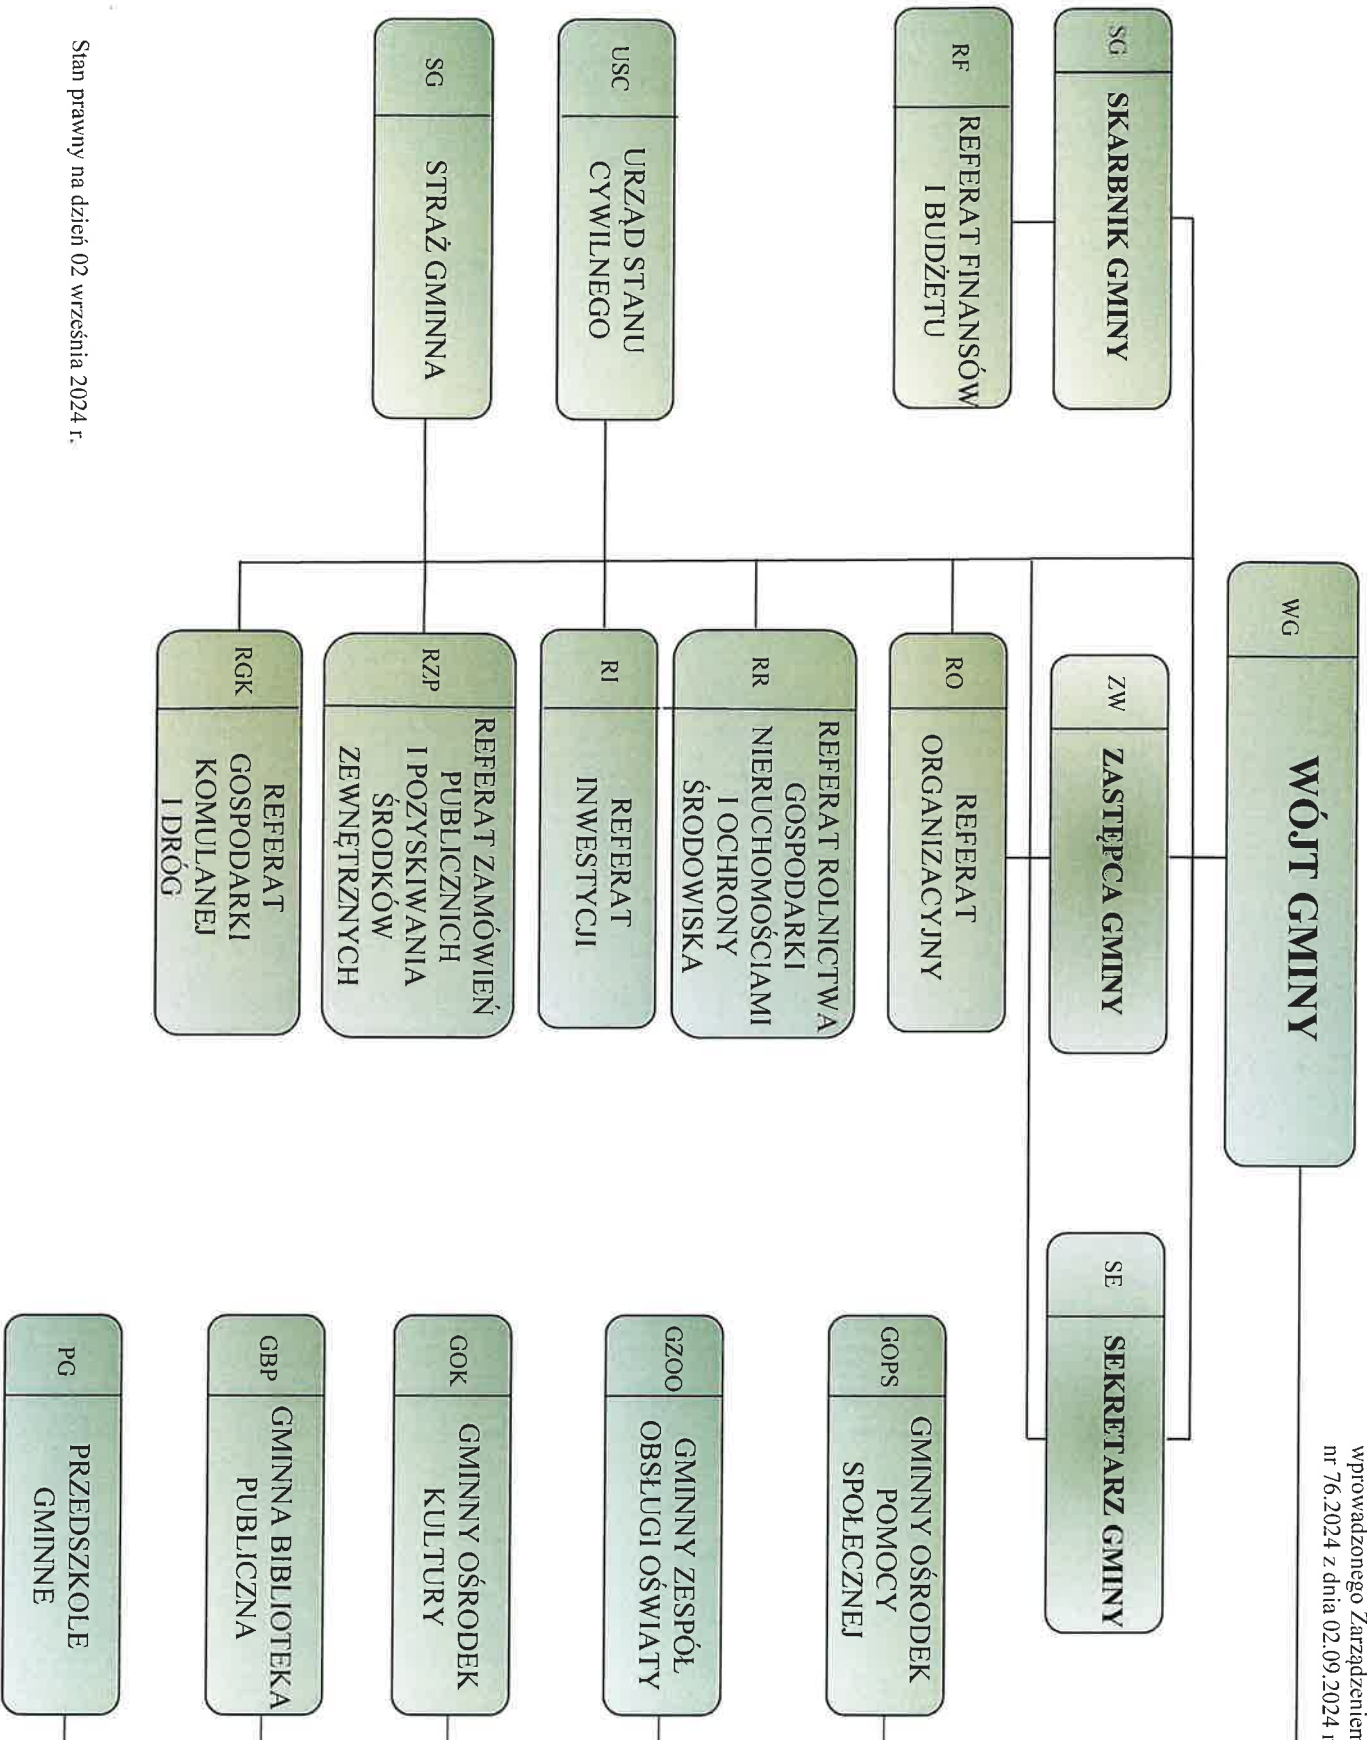 wprowadzonego Zarządzeniem
nr 76.2024 z dnia 02.09.2024 r
WG
WÓJT GMINY
SG
SKARBNIK GMINY
ZW
ZASTĘPCA GMINY
SE
SEKRETARZ GMINY
RF
REFERAT FINANSÓW
I BUDŻETU
RO
REFERAT
ORGANIZACYJNY
GOPS
GMINNY OŚRODEK
POMOCY
SPOŁECZNEJ
RR
REFERAT ROLNICTWA
GOSPODARKI
NIERUCHOMOŚCIAMI
I OCHRONY
ŚRODOWISKA
USC
URZĄD STANU
CYWILNEGO
RI
REFERAT
INWESTYCJI
GZOO
GMINNY ZESPÓŁ
OBSŁUGI OŚWIATY
SG
STRAŻ GMINNA
RZP
REFERAT ZAMÓWIEŃ
PUBLICZNICH
I POZYSKIWANIA
ŚRODKÓW
ZEWNĘTRZNYCH
GOK
GMINNY OŚRODEK
KULTURY
RGK
REFERAT
GOSPODARKI
KOMULANEJ
I DRÓG
GBP
GMINNA BIBLIOTEKA
PUBLICZNA
PG
PRZEDSZKOLE
GMINNE
Stan prawny na dzień 02 września 2024 r.